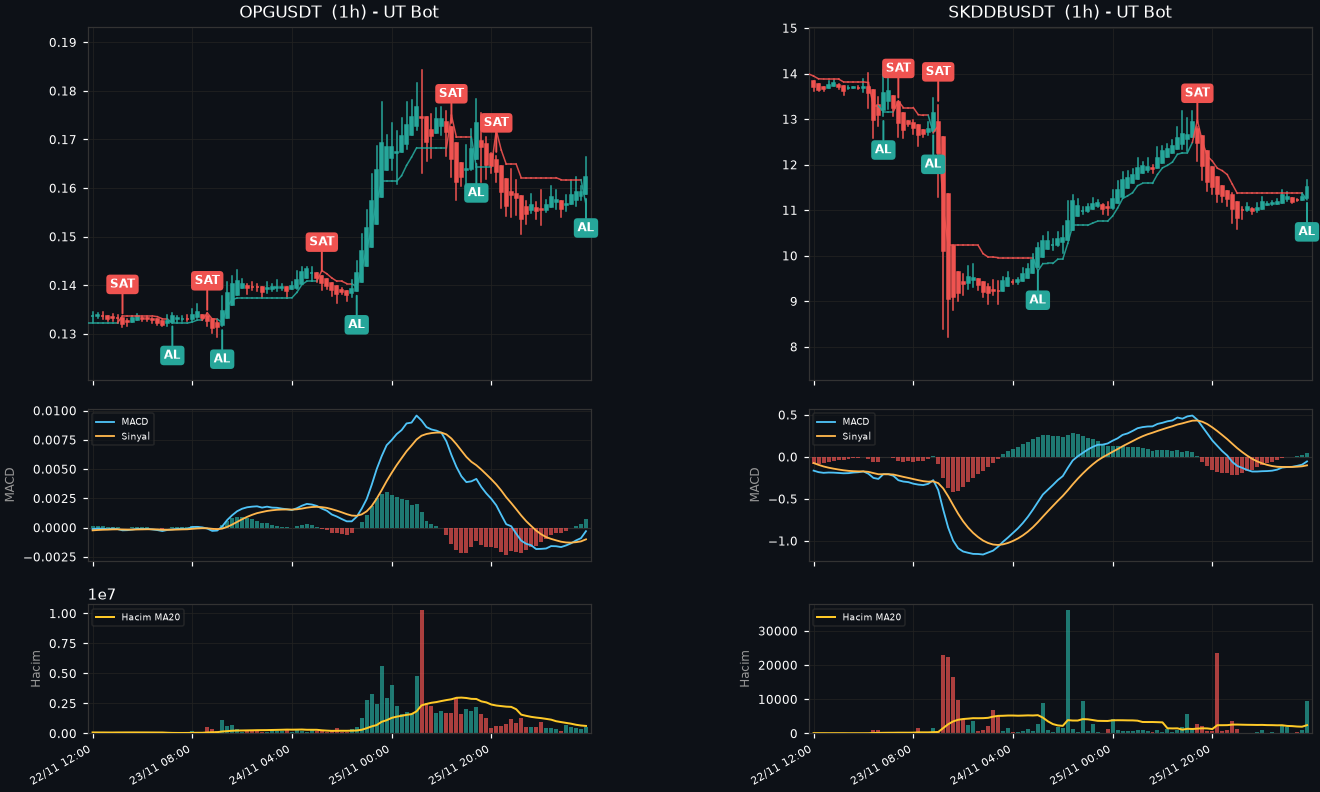 OPGUSDT  (1h) - UT Bot
0.19
0.18
0.17
0.16
0.15
0.14
0.13
SAT
SAT
SAT
SAT
SAT
AL
AL
AL
AL
AL
MACD
0.0100
0.0075
0.0050
0.0025
0.0000
−0.0025
MACD
Sinyal
Hacim
1e7
1.00
0.75
0.50
0.25
0.00
Hacim MA20
22/11 12:00
23/11 08:00
24/11 04:00
25/11 00:00
25/11 20:00
SKDDBUSDT  (1h) - UT Bot
15
14
13
12
11
10
9
8
SAT
SAT
SAT
AL
AL
AL
AL
MACD
0.5
0.0
−0.5
−1.0
MACD
Sinyal
Hacim
30000
20000
10000
0
Hacim MA20
22/11 12:00
23/11 08:00
24/11 04:00
25/11 00:00
25/11 20:00